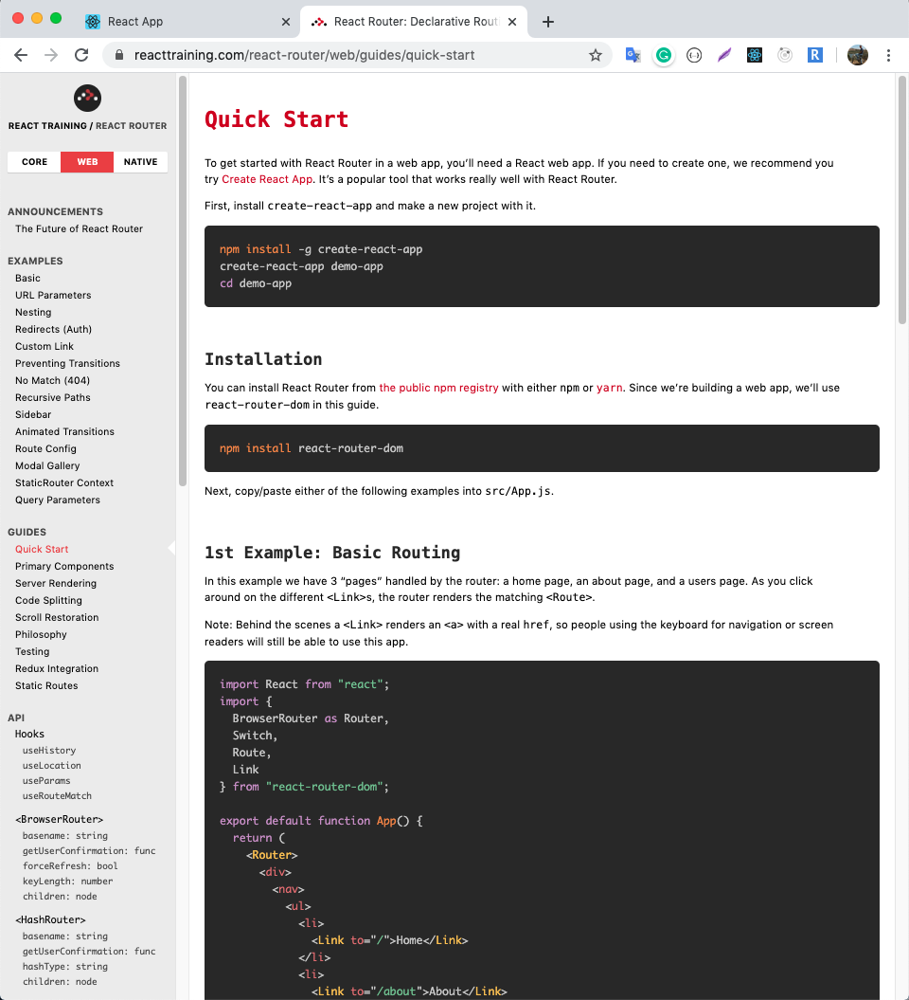 React App
React Router: Declarative Routi
reacttraining.com/react-router/web/guides/quick-start
R
REACT TRAINING / REACT ROUTER
CORE WEB NATIVE
ANNOUNCEMENTS
The Future of React Router
EXAMPLES
Basic
URL Parameters
Nesting
Redirects (Auth)
Custom Link
Preventing Transitions
No Match (404)
Recursive Paths
Sidebar
Animated Transitions
Route Config
Modal Gallery
StaticRouter Context
Query Parameters
GUIDES
Quick Start
Primary Components
Server Rendering
Code Splitting
Scroll Restoration
Philosophy
Testing
Redux Integration
Static Routes
API
Hooks
useHistory
useLocation
useParams
useRouteMatch
<BrowserRouter>
basename: string
getUserConfirmation: func
forceRefresh: bool
keyLength: number
children: node
<HashRouter>
basename: string
getUserConfirmation: func
hashType: string
children: node
Quick Start
To get started with React Router in a web app, you’ll need a React web app. If you need to create one, we recommend you
try Create React App. It’s a popular tool that works really well with React Router.
First, install create-react-app and make a new project with it.
npm install -g create-react-app
create-react-app demo-app
cd demo-app
Installation
You can install React Router from the public npm registry with either npm or yarn. Since we’re building a web app, we’ll use
react-router-dom in this guide.
npm install react-router-dom
Next, copy/paste either of the following examples into src/App.js.
1st Example: Basic Routing
In this example we have 3 “pages” handled by the router: a home page, an about page, and a users page. As you click
around on the different <Link>s, the router renders the matching <Route>.
Note: Behind the scenes a <Link> renders an <a> with a real href, so people using the keyboard for navigation or screen
readers will still be able to use this app.
import React from "react";
import {
  BrowserRouter as Router,
  Switch,
  Route,
  Link
} from "react-router-dom";
export default function App() {
  return (
    <Router>
      <div>
        <nav>
          <ul>
            <li>
              <Link to="/">Home</Link>
            </li>
            <li>
              <Link to="/about">About</Link>